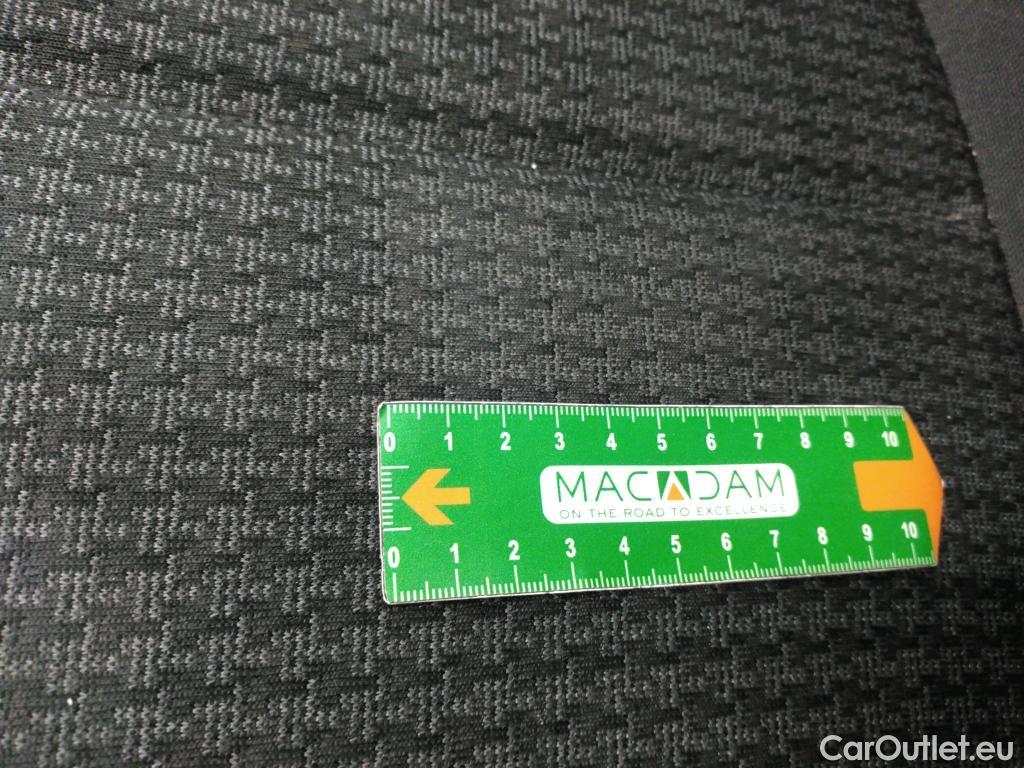 0 1 2 3 4 5 6 7 8 9 10
MACADAM
ON THE ROAD TO EXCELLENCE
0 1 2 3 4 5 6 7 8 9 10
CarOutlet.eu